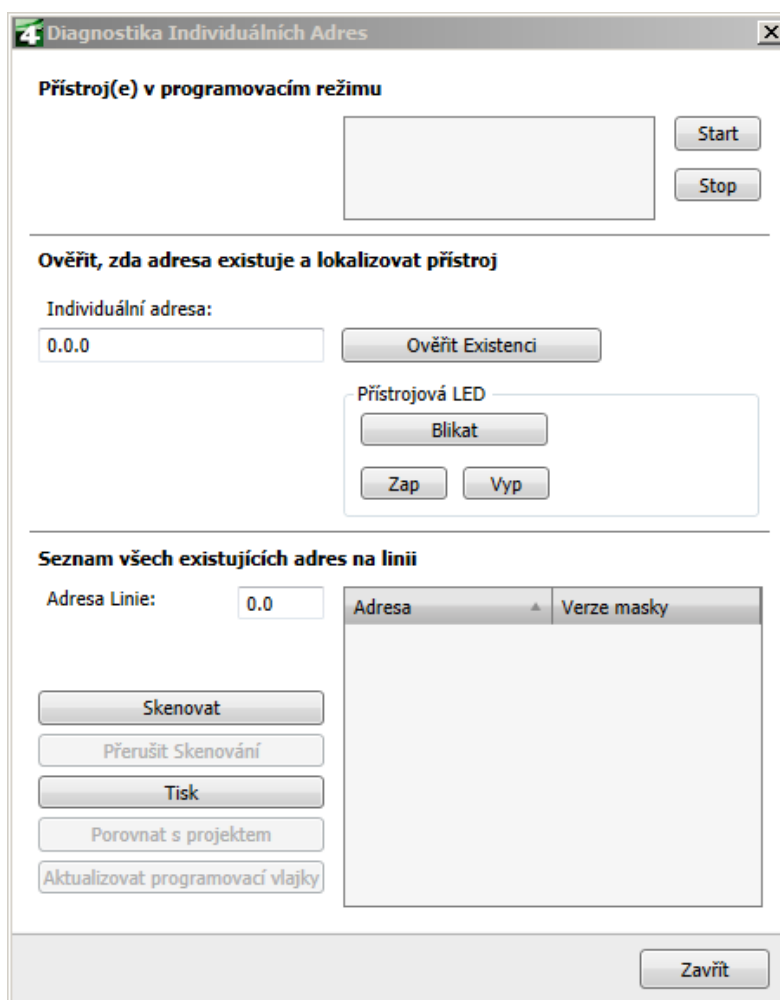 4 Diagnostika Individuálních Adres
Přístroj(e) v programovacím režimu
Start
Stop
Ověřit, zda adresa existuje a lokalizovat přístroj
Individuální adresa:
0.0.0 Ověřit Existenci
Přístrojová LED
Blikat
Zap Vyp
Seznam všech existujících adres na linii
Adresa Linie: 0.0 Adresa Verze masky
Skenovat
Přerušit Skenování
Tisk
Porovnat s projektem
Aktualizovat programovací vlajky
Zavřít